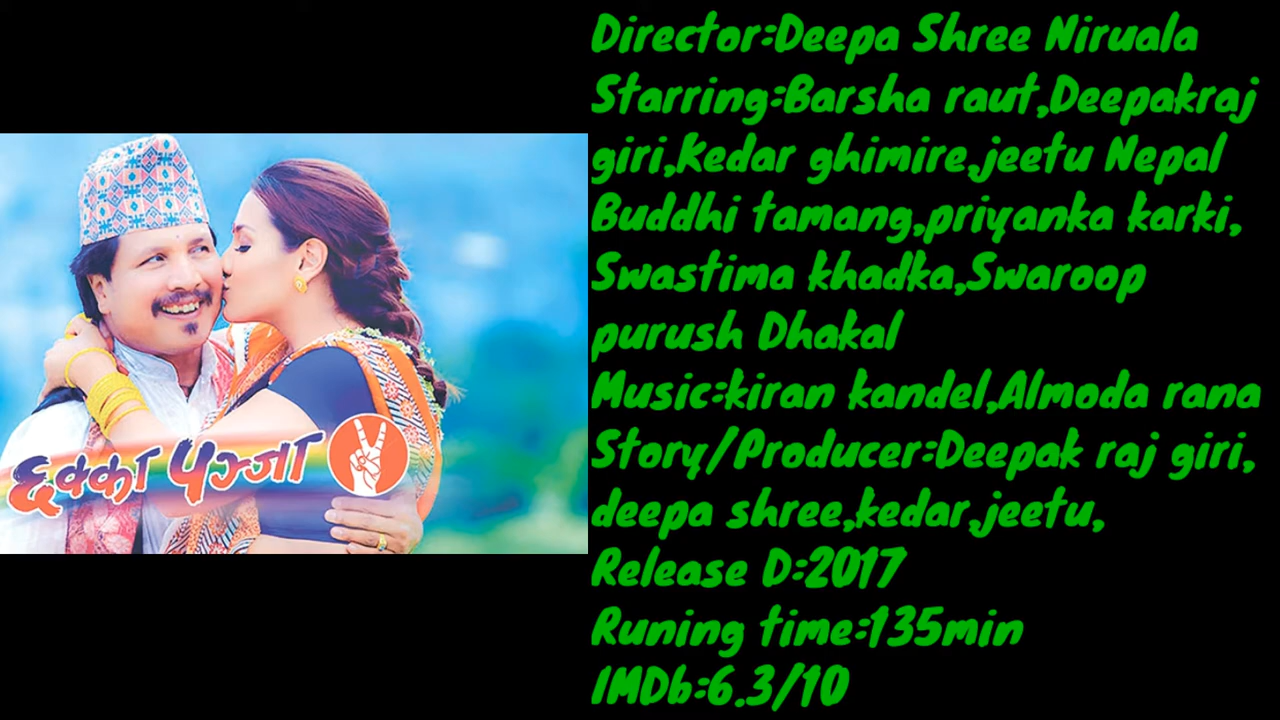 छक्का पञ्जा
Director:Deepa Shree Niruala
Starring:Barsha raut,Deepakraj
giri,Kedar ghimire,jeetu Nepal
Buddhi tamang,priyanka karki,
Swastima khadka,Swaroop
purush Dhakal
Music:kiran kandel,Almoda rana
Story/Producer:Deepak raj giri,
deepa shree,kedar,jeetu,
Release D:2017
Runing time:135min
IMDb:6.3/10